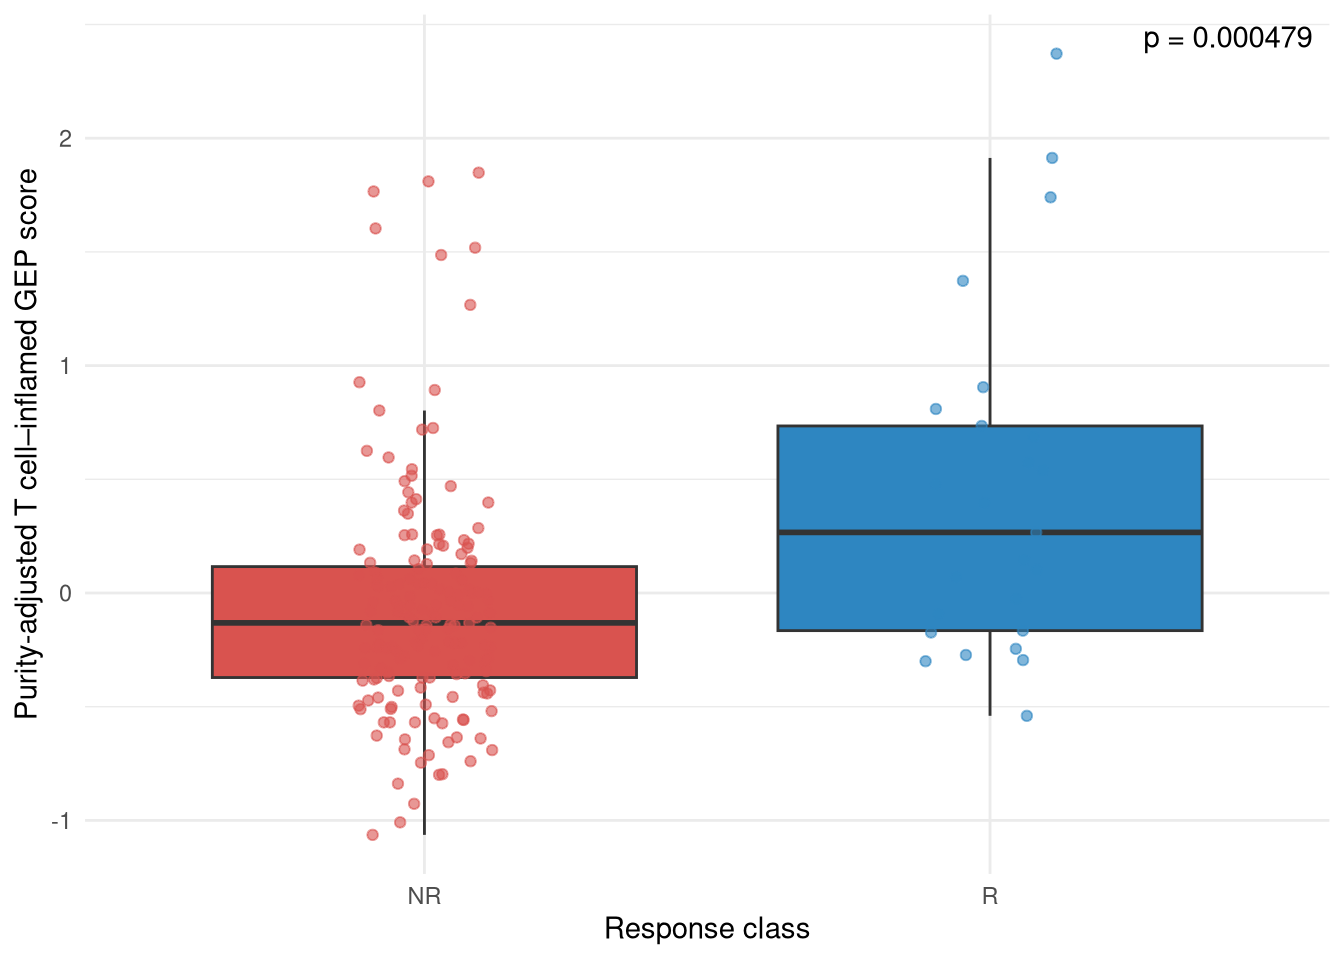 p = 0.000479
Purity-adjusted T cell–inflamed GEP score
2
1
0
-1
NR
R
Response class